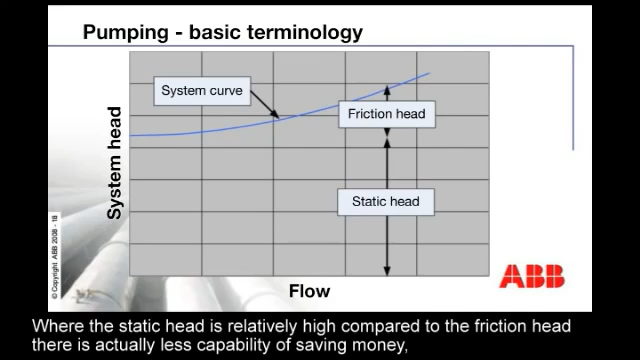 Pumping - basic terminology
System curve
Friction head
Static head
System head
Flow
© Copyright ABB 2008 - 18
ABB
Where the static head is relatively high compared to the friction head
there is actually less capability of saving money,